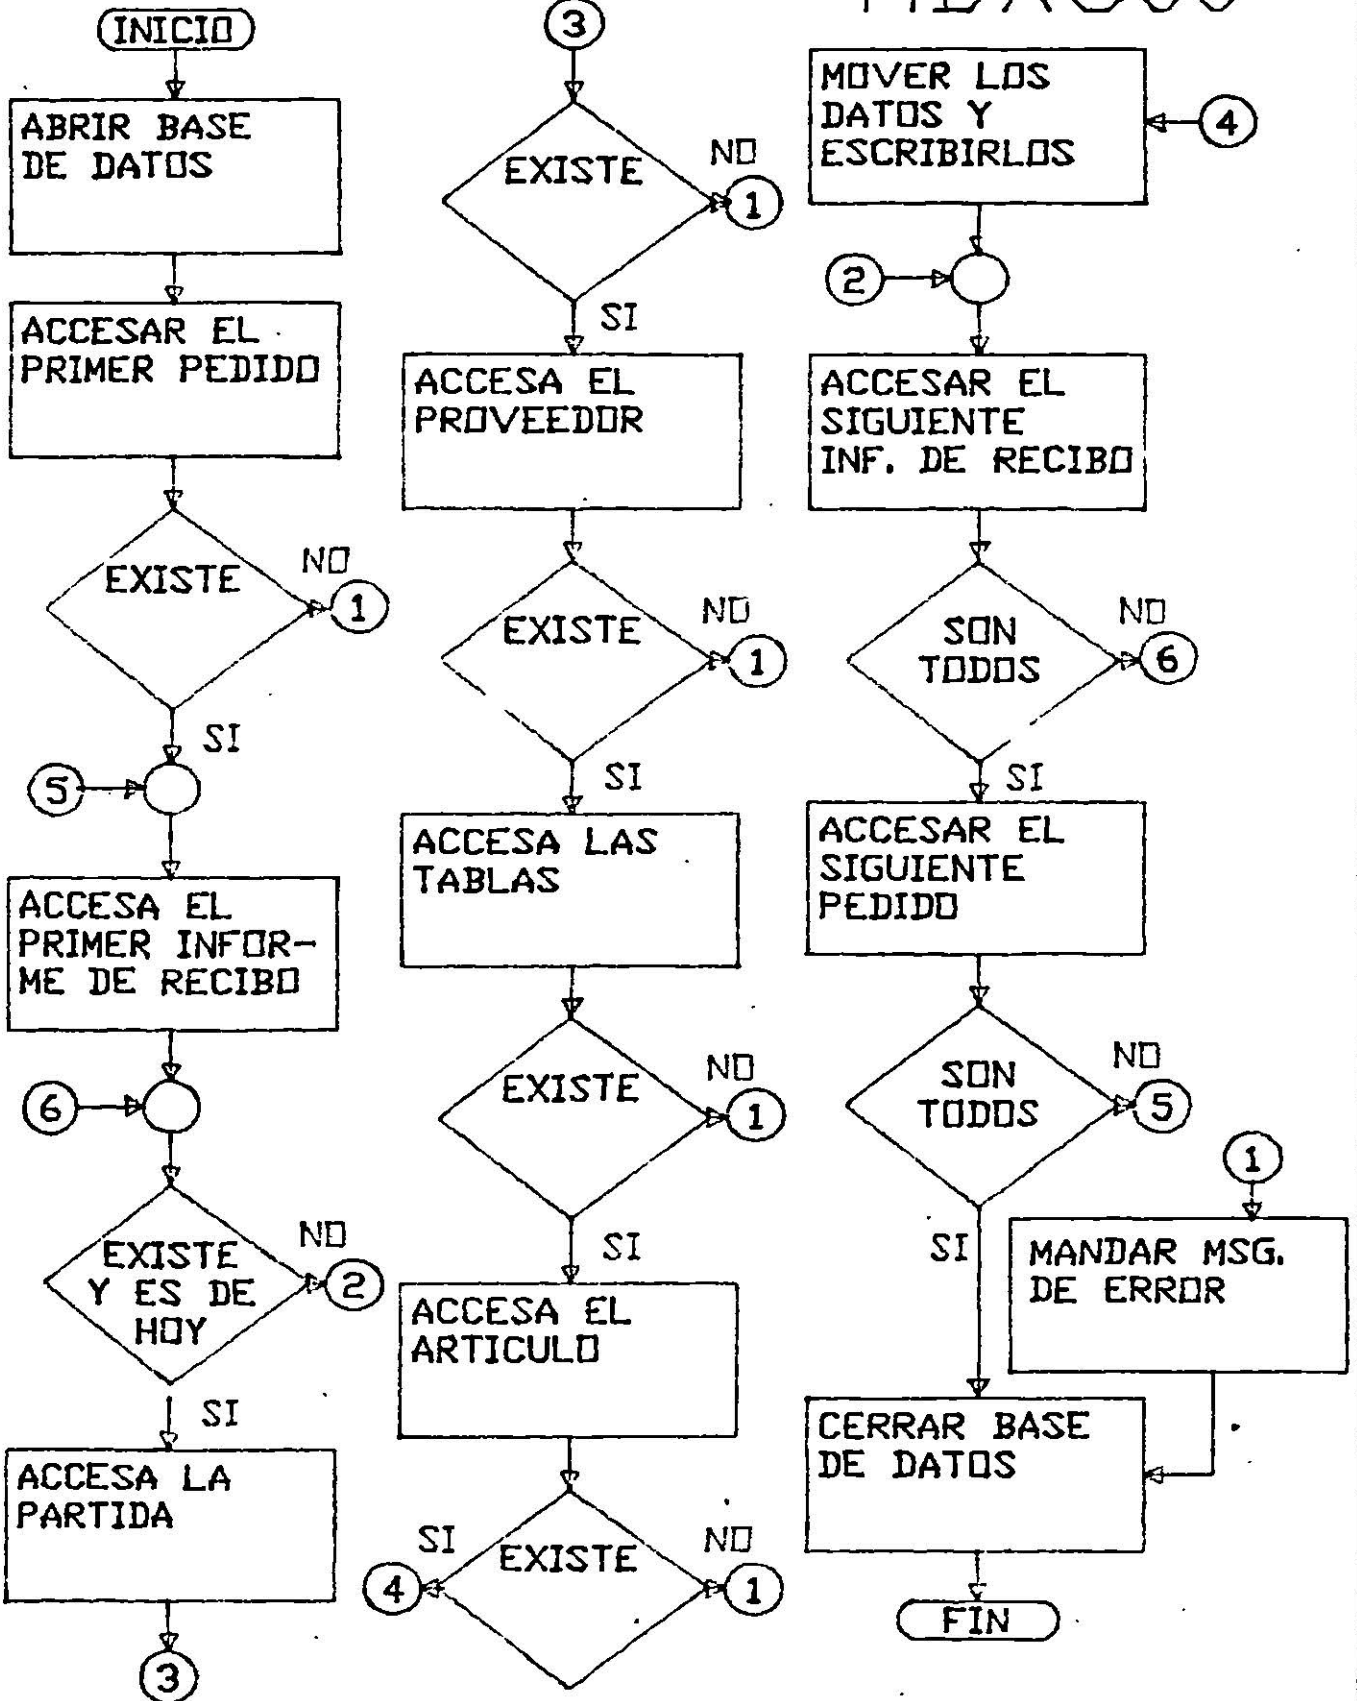 INICIO
ABRIR BASE
DE DATOS
ACCESAR EL
PRIMER PEDIDO
EXISTE
NO
1
SI
5
ACCESA EL
PRIMER INFOR-
ME DE RECIBO
6
EXISTE
Y ES DE
HOY
NO
2
SI
ACCESA LA
PARTIDA
3
3
EXISTE
NO
1
SI
ACCESA EL
PROVEEDOR
EXISTE
NO
1
SI
ACCESA LAS
TABLAS
EXISTE
NO
1
SI
ACCESA EL
ARTICULO
EXISTE
SI
4
NO
1
MOVER LOS
DATOS Y
ESCRIBIRLOS
4
2
ACCESAR EL
SIGUIENTE
INF. DE RECIBO
SON
TODOS
NO
6
SI
ACCESAR EL
SIGUIENTE
PEDIDO
SON
TODOS
NO
5
SI
1
MANDAR MSG.
DE ERROR
CERRAR BASE
DE DATOS
FIN